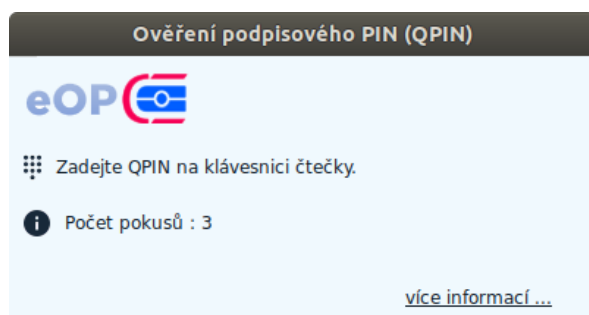 Ověření podpisového PIN (QPIN)
eOP
Zadejte QPIN na klávesnici čtečky.
Počet pokusů : 3
více informací ...